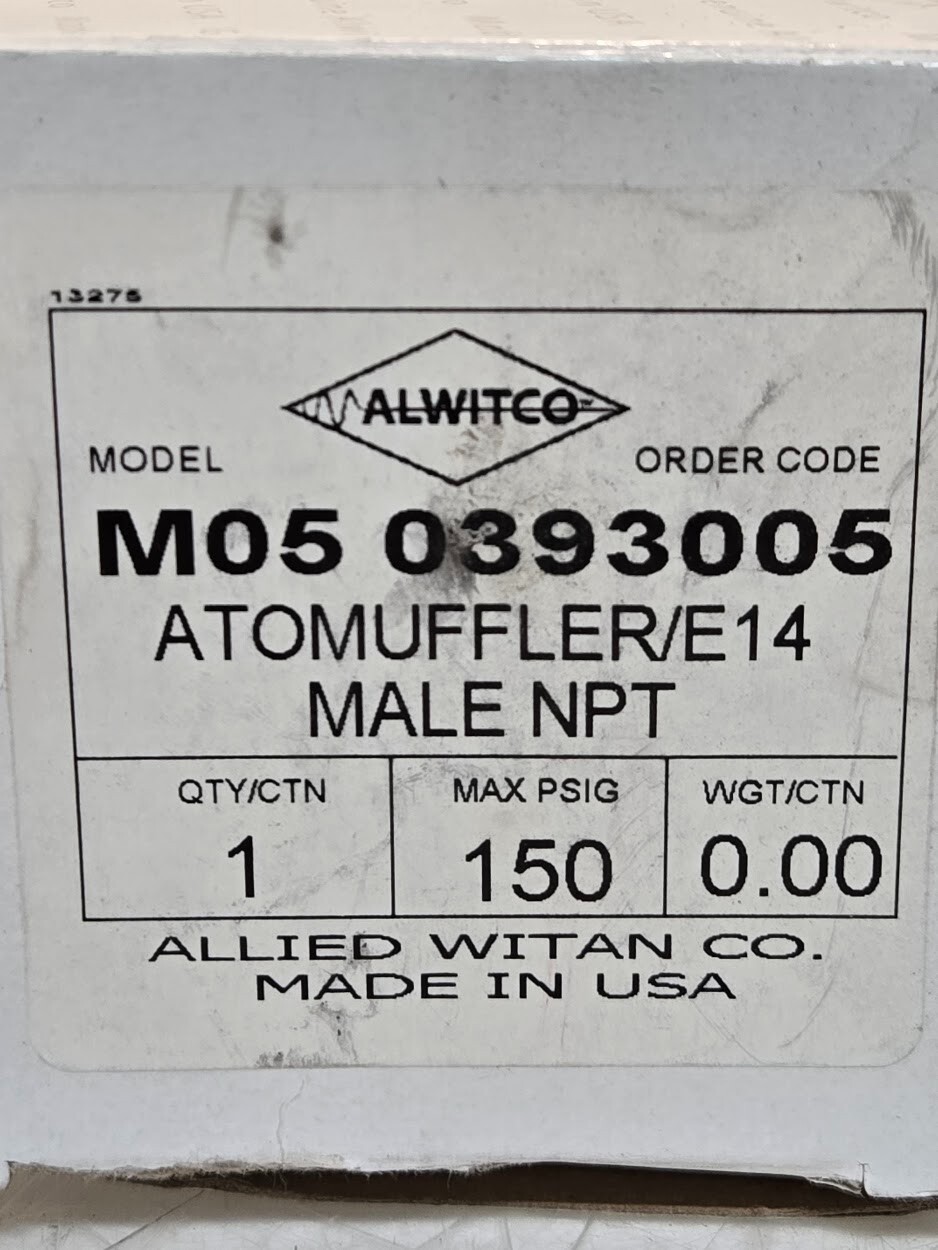 13275
ALWITCO™
MODEL ORDER CODE
M05 0393005
ATOMUFFLER/E14
MALE NPT
QTY/CTN MAX PSIG WGT/CTN
1 150 0.00
ALLIED WITAN CO.
MADE IN USA